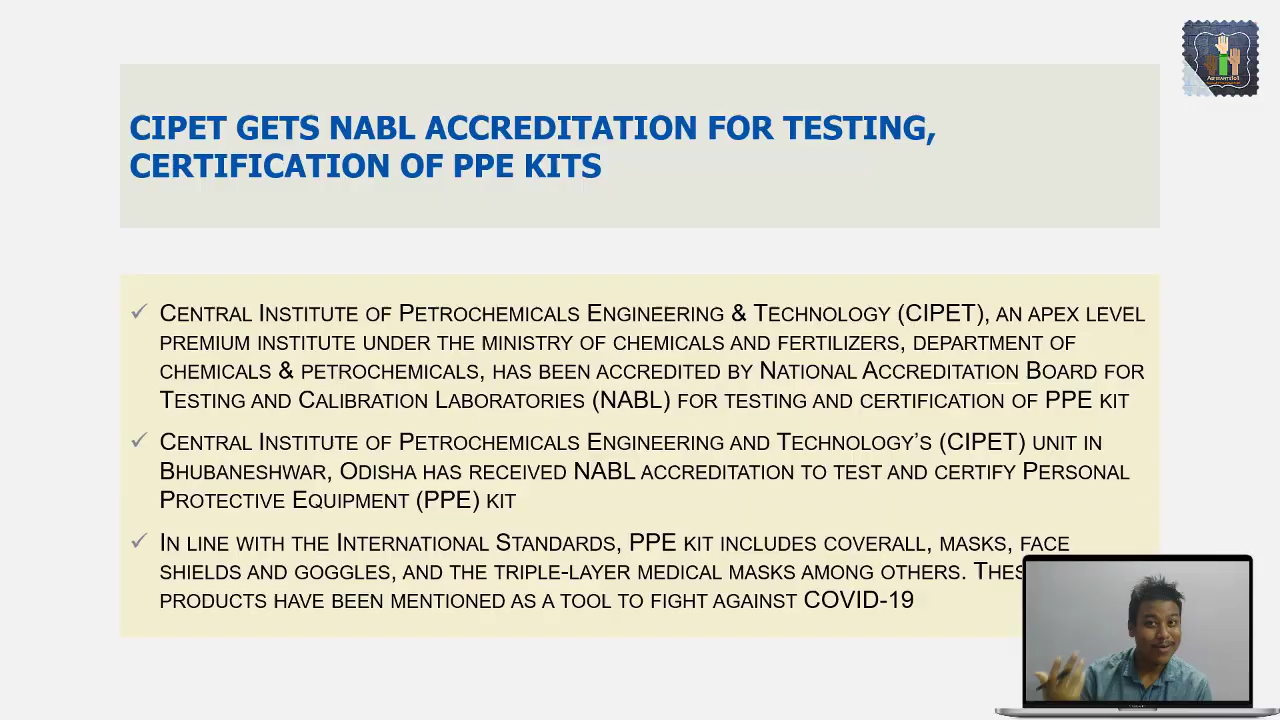 CIPET GETS NABL ACCREDITATION FOR TESTING,
CERTIFICATION OF PPE KITS
✓ CENTRAL INSTITUTE OF PETROCHEMICALS ENGINEERING & TECHNOLOGY (CIPET), AN APEX LEVEL
PREMIUM INSTITUTE UNDER THE MINISTRY OF CHEMICALS AND FERTILIZERS, DEPARTMENT OF
CHEMICALS & PETROCHEMICALS, HAS BEEN ACCREDITED BY NATIONAL ACCREDITATION BOARD FOR
TESTING AND CALIBRATION LABORATORIES (NABL) FOR TESTING AND CERTIFICATION OF PPE KIT
✓ CENTRAL INSTITUTE OF PETROCHEMICALS ENGINEERING AND TECHNOLOGY’S (CIPET) UNIT IN
BHUBANESHWAR, ODISHA HAS RECEIVED NABL ACCREDITATION TO TEST AND CERTIFY PERSONAL
PROTECTIVE EQUIPMENT (PPE) KIT
✓ IN LINE WITH THE INTERNATIONAL STANDARDS, PPE KIT INCLUDES COVERALL, MASKS, FACE
SHIELDS AND GOGGLES, AND THE TRIPLE-LAYER MEDICAL MASKS AMONG OTHERS.
PRODUCTS HAVE BEEN MENTIONED AS A TOOL TO FIGHT AGAINST COVID-19